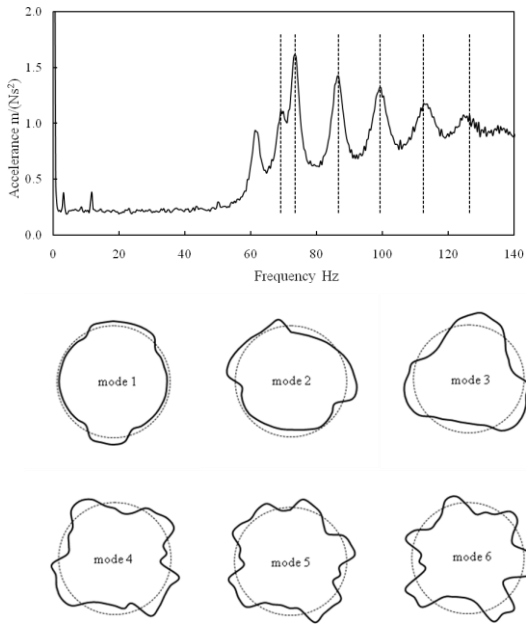 2.0
1.5
1.0
0.5
0.0
Accelerance m/(Ns²)
0 20 40 60 80 100 120 140
Frequency Hz
mode 1 mode 2 mode 3
mode 4 mode 5 mode 6